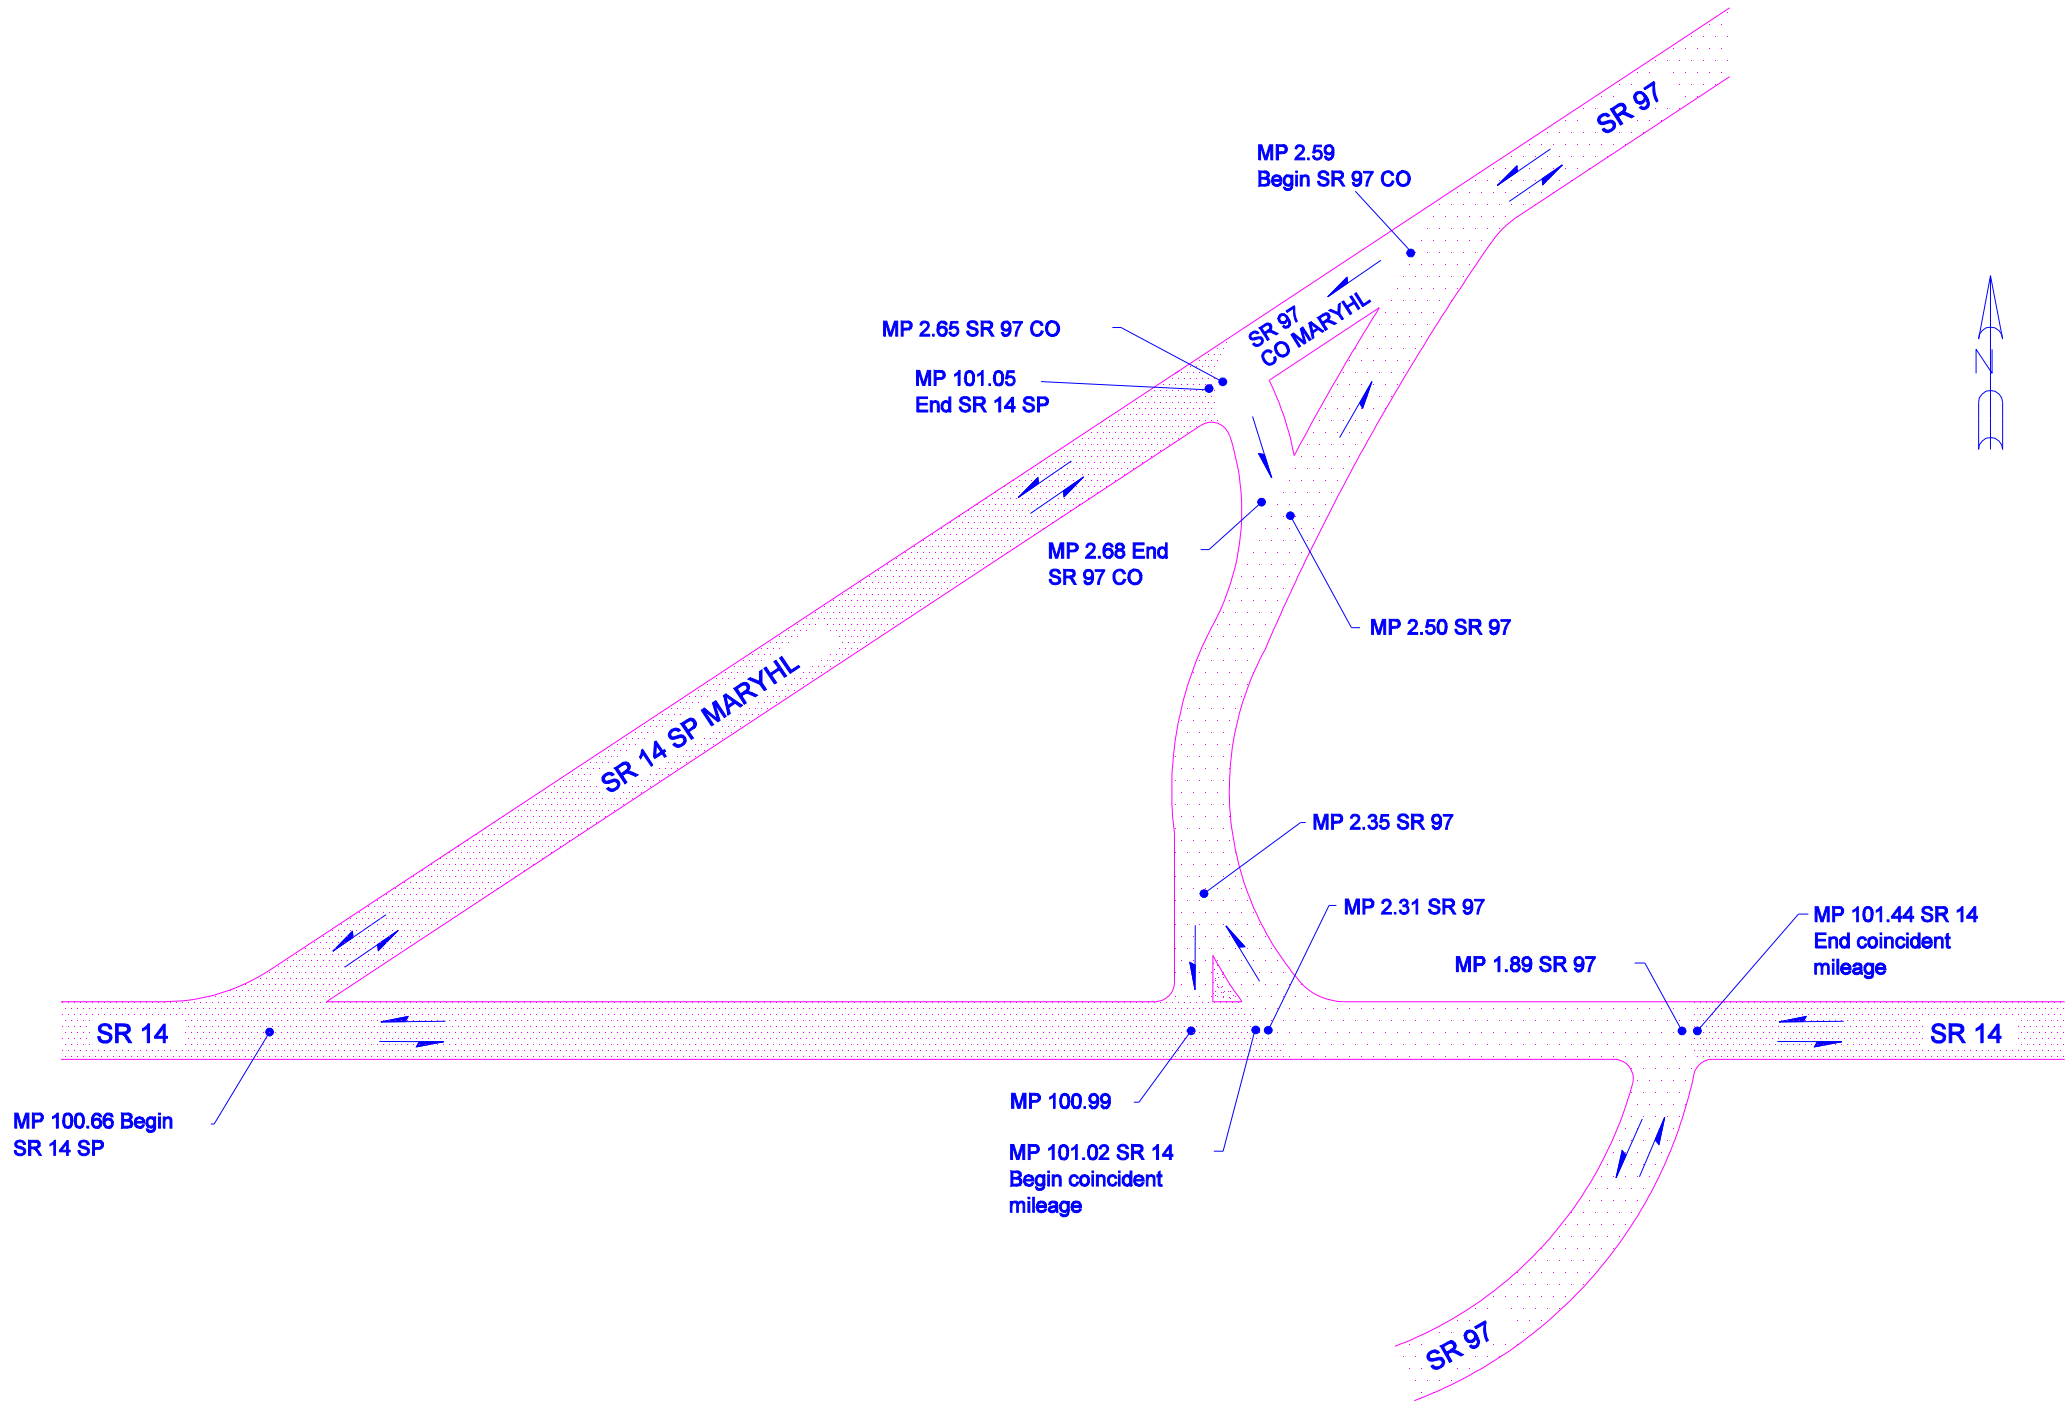 SR 97
MP 2.59
Begin SR 97 CO
SR 97
CO MARYHL
MP 2.65 SR 97 CO
MP 101.05
End SR 14 SP
N
MP 2.68 End
SR 97 CO
MP 2.50 SR 97
SR 14 SP MARYHL
MP 2.35 SR 97
MP 2.31 SR 97
MP 101.44 SR 14
End coincident
mileage
MP 1.89 SR 97
SR 14
SR 14
MP 100.66 Begin
SR 14 SP
MP 100.99
MP 101.02 SR 14
Begin coincident
mileage
SR 97